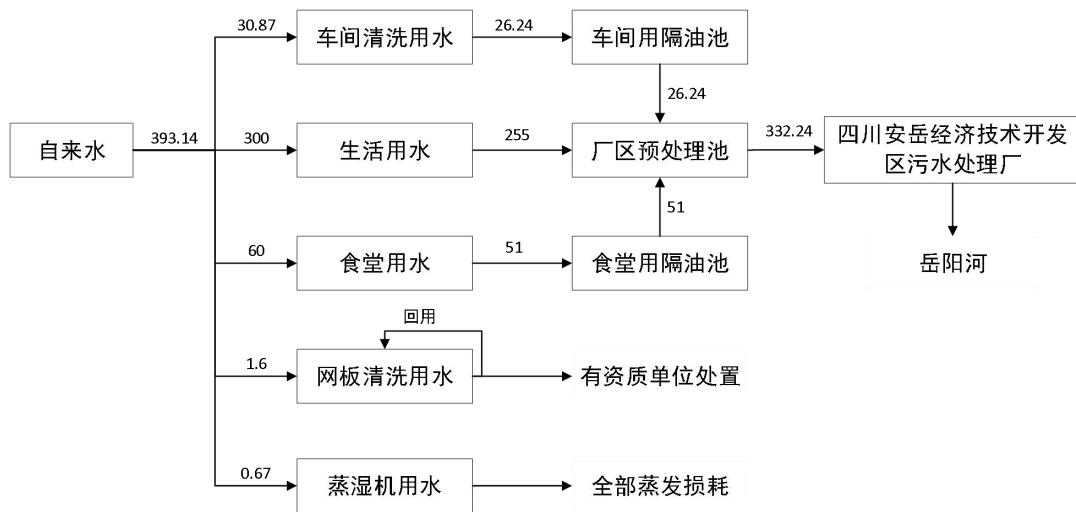 30.87
车间清洗用水
26.24
车间用隔油池
26.24
自来水
393.14
300
生活用水
255
厂区预处理池
332.24
四川安岳经济技术开发
区污水处理厂
51
60
食堂用水
51
食堂用隔油池
岳阳河
回用
1.6
网板清洗用水
有资质单位处置
0.67
蒸湿机用水
全部蒸发损耗